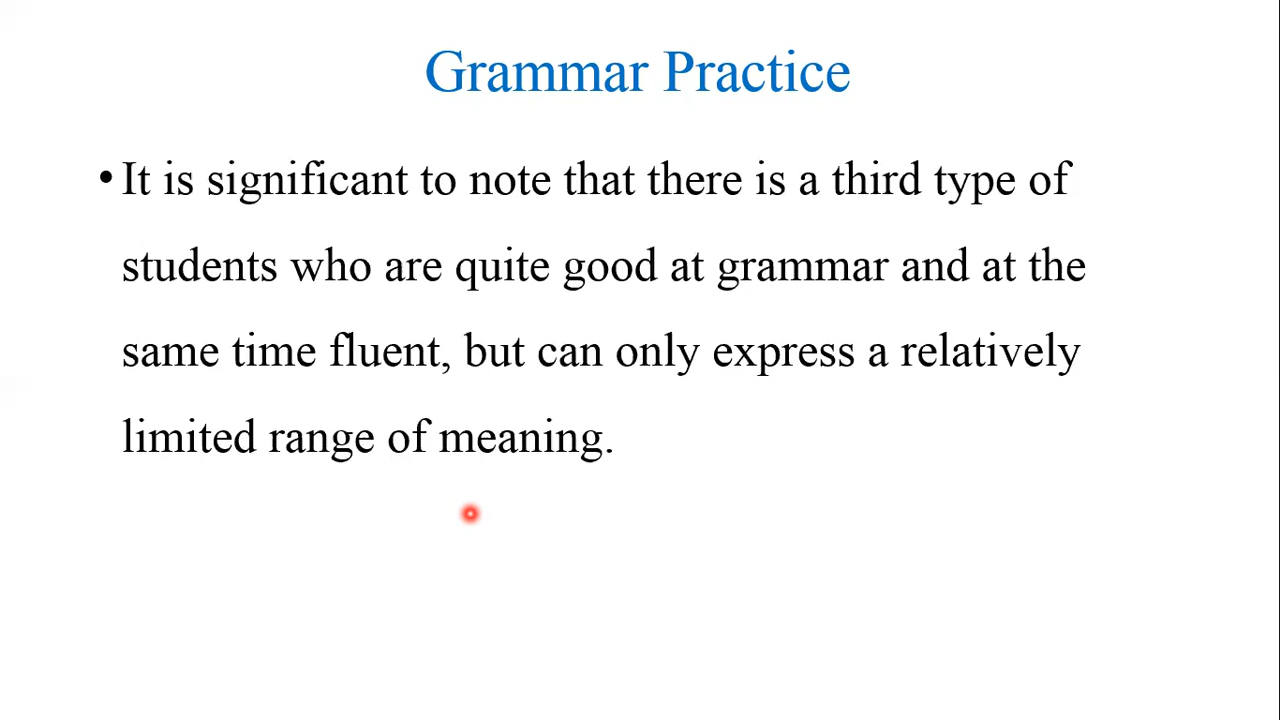 Grammar Practice
• It is significant to note that there is a third type of
students who are quite good at grammar and at the
same time fluent, but can only express a relatively
limited range of meaning.